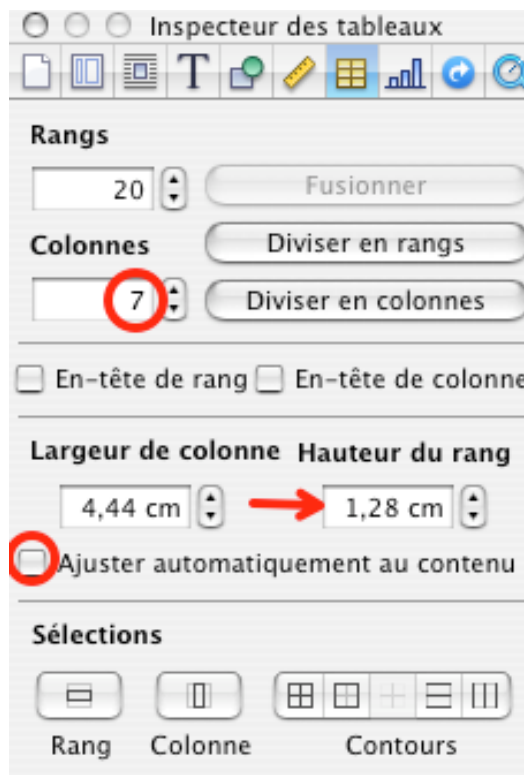 Inspecteur des tableaux
T
Rangs
20
Fusionner
Colonnes
Diviser en rangs
7
Diviser en colonnes
En-tête de rang
En-tête de colonne
Largeur de colonne
Hauteur du rang
4,44 cm
1,28 cm
Ajuster automatiquement au contenu
Sélections
Rang
Colonne
Contours